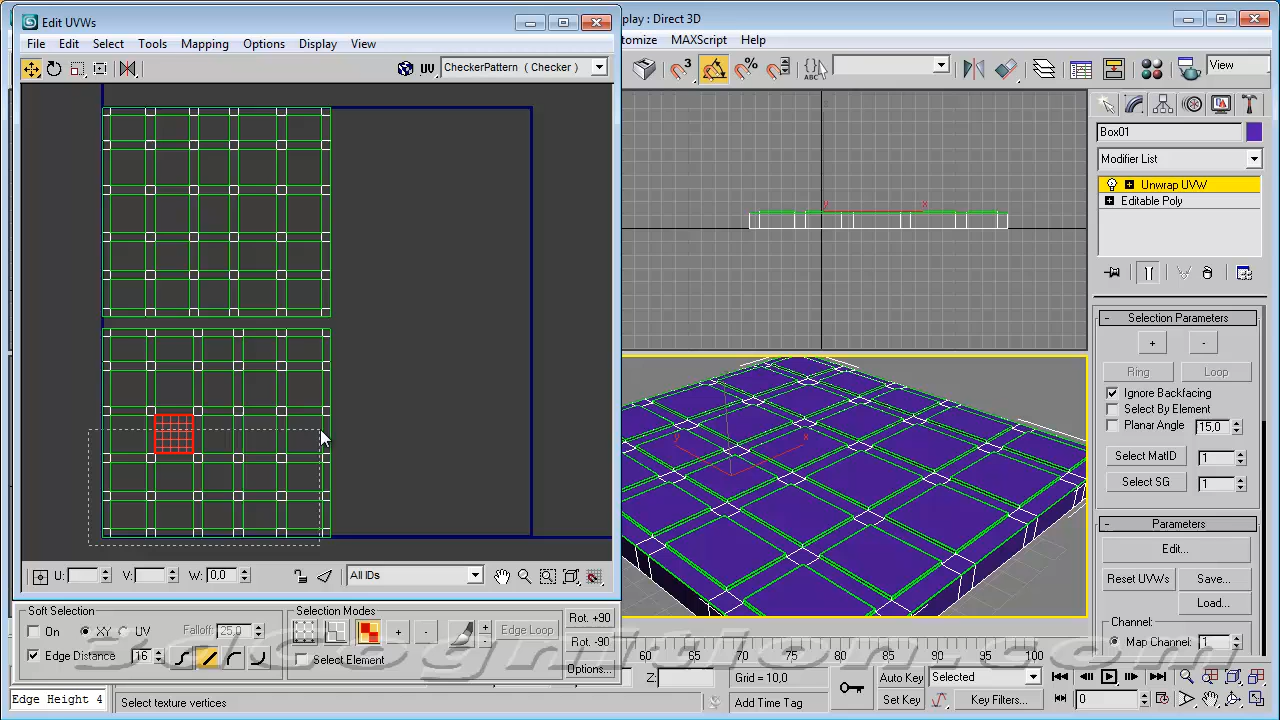 Edit UVWs
File Edit Select Tools Mapping Options Display View
UV CheckerPattern ( Checker )
U: V: W: 0,0 All IDs
Soft Selection
On XY UV Falloff: 25,0
Edge Distance 16
Selection Modes
+ - Edge Loop
Select Element
Rot. +90
Rot. -90
Options...
play : Direct 3D
tomize MAXScript Help
3 % {} ABC View
y x
y x
Box01
Modifier List
Unwrap UVW
Editable Poly
Selection Parameters
+ -
Ring Loop
Ignore Backfacing
Select By Element
Planar Angle 15,0
Select MatID 1
Select SG 1
Parameters
Edit...
Reset UVWs Save...
Load...
Channel:
Map Channel: 1
60 65 70 75 80 85 90 95 100
Edge Height 4 Select texture vertices
Z: Grid = 10,0
Add Time Tag
Auto Key Selected
Set Key Key Filters...
0